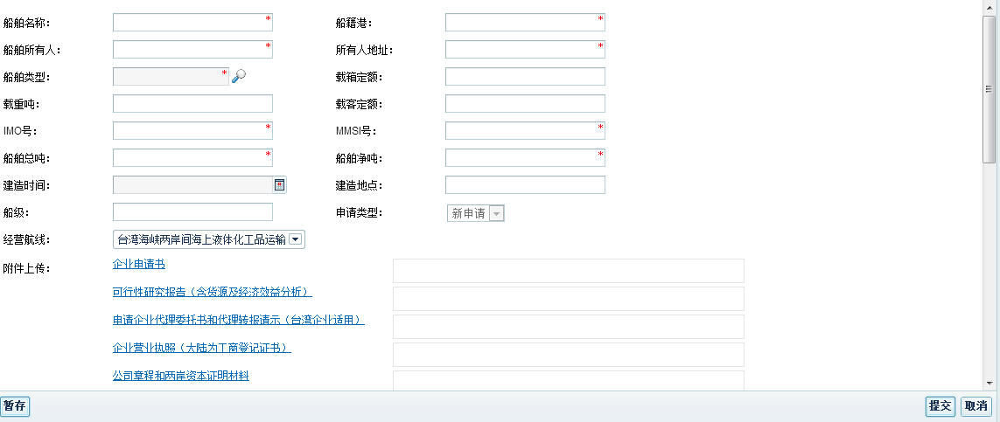 船舶名称： * 船籍港： *
船舶所有人： * 所有人地址： *
船舶类型： * 载箱定额：
载重吨： 载客定额：
IMO号： * MMSI号： *
船舶总吨： * 船舶净吨： *
建造时间： 建造地点：
船级： 申请类型： 新申请
经营航线： 台湾海峡两岸间海上液体化工品运输
附件上传： 企业申请书
可行性研究报告（含货源及经济效益分析）
申请企业代理委托书和代理转报请示（台湾企业适用）
企业营业执照（大陆为工商登记证书）
公司章程和两岸资本证明材料
暂存 提交 取消